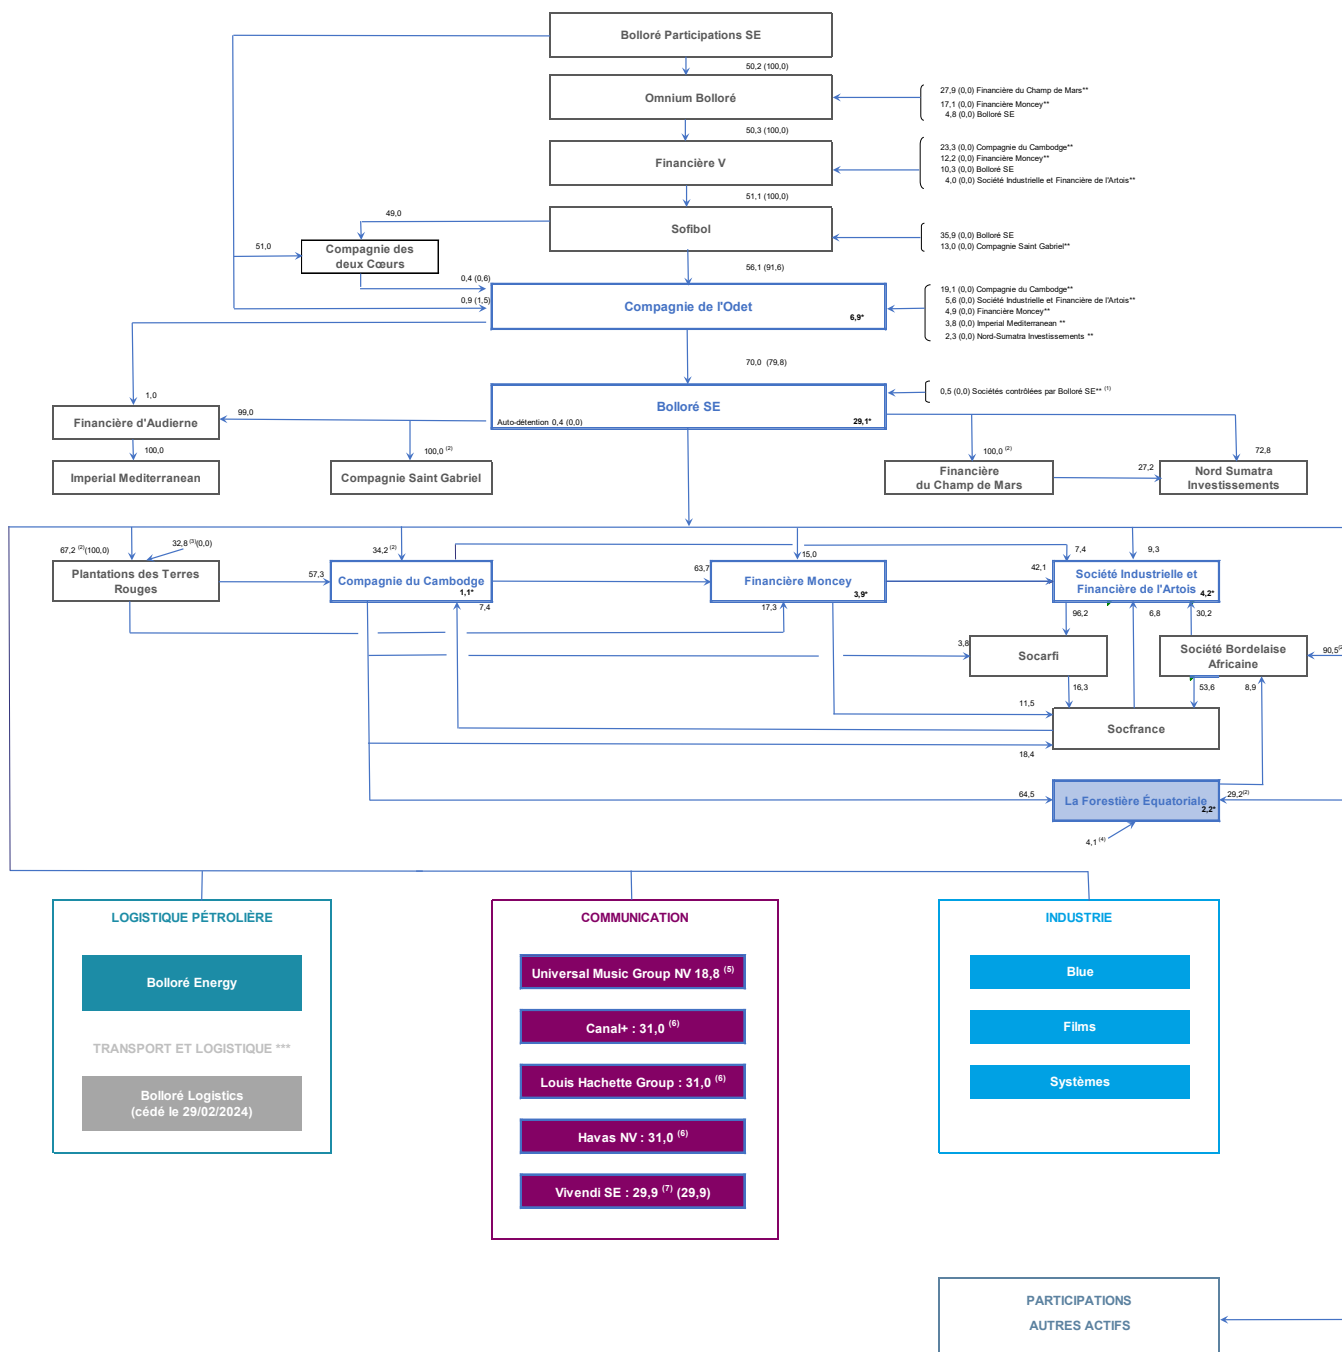 Bolloré Participations SE
50,2 (100,0)
Omnium Bolloré
27,9 (0,0) Financière du Champ de Mars**
17,1 (0,0) Financière Moncey**
4,8 (0,0) Bolloré SE
50,3 (100,0)
Financière V
23,3 (0,0) Compagnie du Cambodge**
12,2 (0,0) Financière Moncey**
10,3 (0,0) Bolloré SE
4,0 (0,0) Société Industrielle et Financière de l'Artois**
51,1 (100,0)
49,0
Sofibol
35,9 (0,0) Bolloré SE
13,0 (0,0) Compagnie Saint Gabriel**
51,0
Compagnie des
deux Cœurs
56,1 (91,6)
0,4 (0,6)
0,9 (1,5)
Compagnie de l'Odet
6,9*
19,1 (0,0) Compagnie du Cambodge**
5,6 (0,0) Société Industrielle et Financière de l'Artois**
4,9 (0,0) Financière Moncey**
3,8 (0,0) Imperial Mediterranean **
2,3 (0,0) Nord-Sumatra Investissements **
70,0 (79,8)
1,0
Bolloré SE
Auto-détention 0,4 (0,0)
29,1*
0,5 (0,0) Sociétés contrôlées par Bolloré SE** (1)
Financière d'Audierne
99,0
100,0
100,0 (2)
100,0 (2)
72,8
Imperial Mediterranean
Compagnie Saint Gabriel
Financière
du Champ de Mars
27,2
Nord Sumatra
Investissements
67,2 (2)(100,0)
32,8 (3)(0,0)
34,2 (2)
15,0
7,4
9,3
Plantations des Terres
Rouges
57,3
Compagnie du Cambodge
1,1*
63,7
Financière Moncey
3,9*
42,1
Société Industrielle et
Financière de l'Artois
4,2*
7,4
17,3
96,2
6,8
30,2
3,8
Socarfi
Société Bordelaise
Africaine
90,5(2
16,3
53,6
8,9
11,5
Socfrance
18,4
64,5
La Forestière Équatoriale
2,2*
29,2(2)
4,1 (4)
LOGISTIQUE PÉTROLIÈRE
Bolloré Energy
TRANSPORT ET LOGISTIQUE ***
Bolloré Logistics
(cédé le 29/02/2024)
COMMUNICATION
Universal Music Group NV 18,8 (5)
Canal+ : 31,0 (6)
Louis Hachette Group : 31,0 (6)
Havas NV : 31,0 (6)
Vivendi SE : 29,9 (7) (29,9)
INDUSTRIE
Blue
Films
Systèmes
PARTICIPATIONS
AUTRES ACTIFS